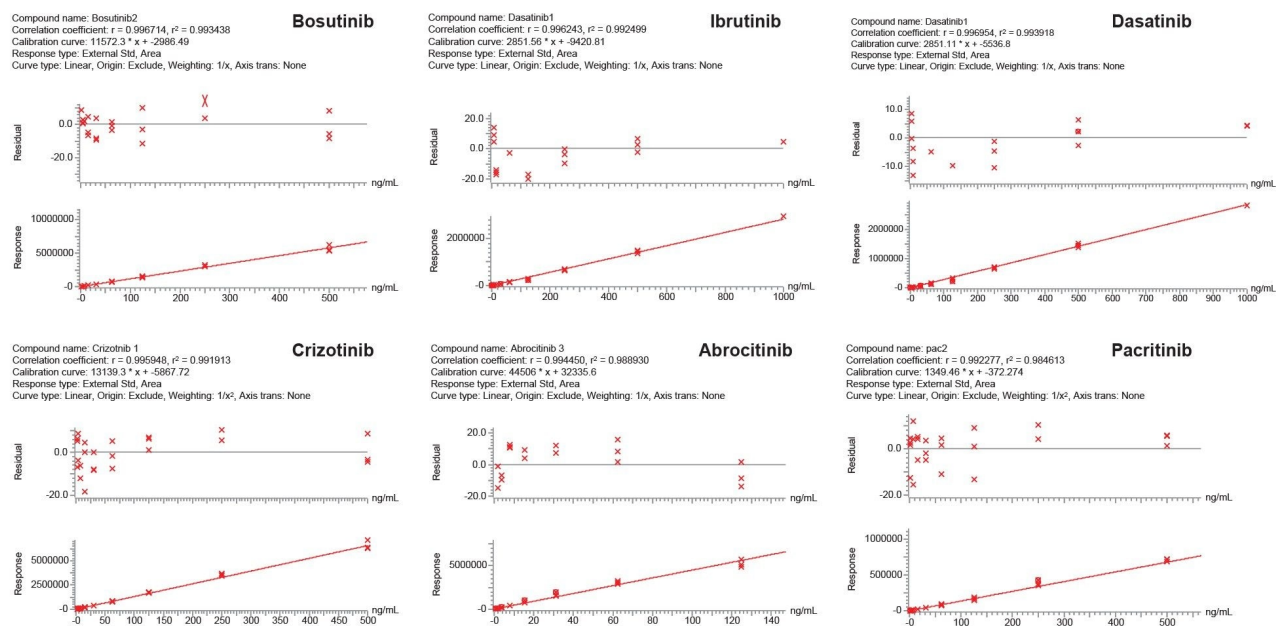 Bosutinib
Compound name: Bosutinib2
Correlation coefficient: r = 0.996714, r² = 0.993438
Calibration curve: 11572.3 * x + -2986.49
Response type: External Std, Area
Curve type: Linear, Origin: Exclude, Weighting: 1/x, Axis trans: None
Residual
0.0
-20.0
ng/mL
Response
10000000
5000000
-0
ng/mL
-0 100 200 300 400 500
Ibrutinib
Compound name: Dasatinib1
Correlation coefficient: r = 0.996243, r² = 0.992499
Calibration curve: 2851.56 * x + -9420.81
Response type: External Std, Area
Curve type: Linear, Origin: Exclude, Weighting: 1/x, Axis trans: None
Residual
20.0
0.0
-20.0
ng/mL
Response
2000000
-0
ng/mL
-0 100 200 300 400 500 600 700 800 900 1000
Dasatinib
Compound name: Dasatinib1
Correlation coefficient: r = 0.996954, r² = 0.993918
Calibration curve: 2851.11 * x + -5536.8
Response type: External Std, Area
Curve type: Linear, Origin: Exclude, Weighting: 1/x, Axis trans: None
Residual
10.0
0.0
-10.0
ng/mL
Response
2000000
1000000
-0
ng/mL
-0 100 200 300 400 500 600 700 800 900 1000
Crizotinib
Compound name: Crizotnib 1
Correlation coefficient: r = 0.995948, r² = 0.991913
Calibration curve: 13139.3 * x + -5867.72
Response type: External Std, Area
Curve type: Linear, Origin: Exclude, Weighting: 1/x², Axis trans: None
Residual
0.0
-20.0
ng/mL
Response
5000000
2500000
-0
ng/mL
-0 50 100 150 200 250 300 350 400 450 500
Abrocitinib
Compound name: Abrocitinib 3
Correlation coefficient: r = 0.994450, r² = 0.988930
Calibration curve: 44506 * x + 32335.6
Response type: External Std, Area
Curve type: Linear, Origin: Exclude, Weighting: 1/x, Axis trans: None
Residual
20.0
0.0
-20.0
ng/mL
Response
5000000
-0
ng/mL
-0 20 40 60 80 100 120 140
Pacritinib
Compound name: pac2
Correlation coefficient: r = 0.992277, r² = 0.984613
Calibration curve: 1349.46 * x + -372.274
Response type: External Std, Area
Curve type: Linear, Origin: Exclude, Weighting: 1/x², Axis trans: None
Residual
0.0
-20.0
ng/mL
Response
1000000
500000
-0
ng/mL
-0 100 200 300 400 500